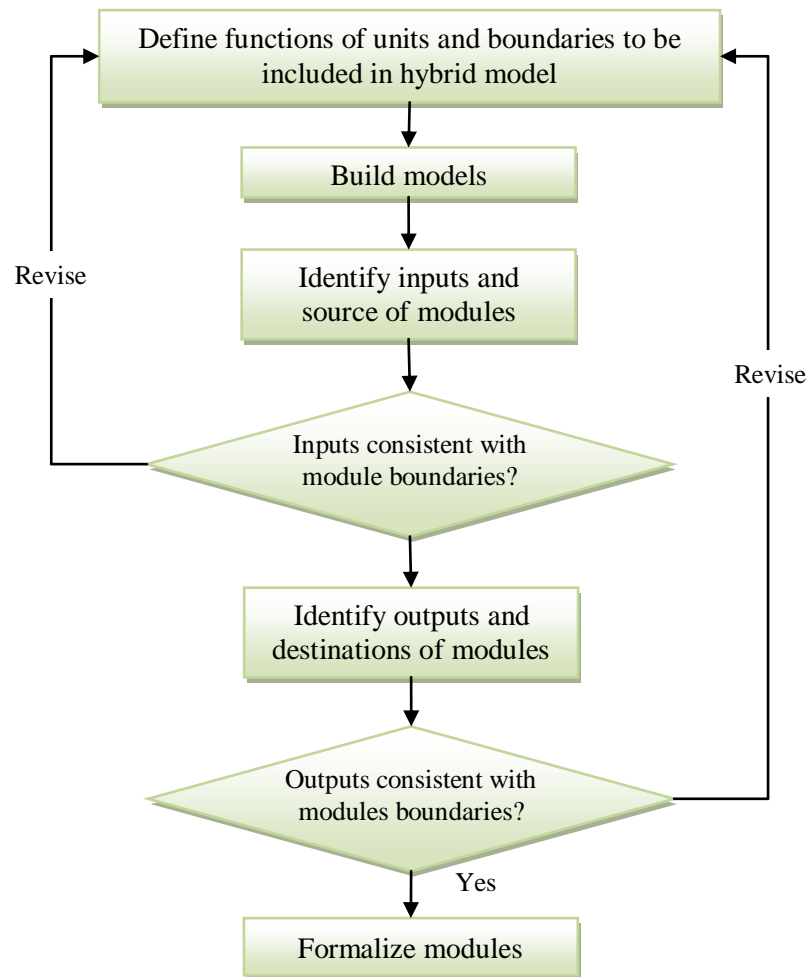 Define functions of units and boundaries to be
included in hybrid model
Build models
Revise
Identify inputs and
source of modules
Revise
Inputs consistent with
module boundaries?
Identify outputs and
destinations of modules
Outputs consistent with
modules boundaries?
Yes
Formalize modules